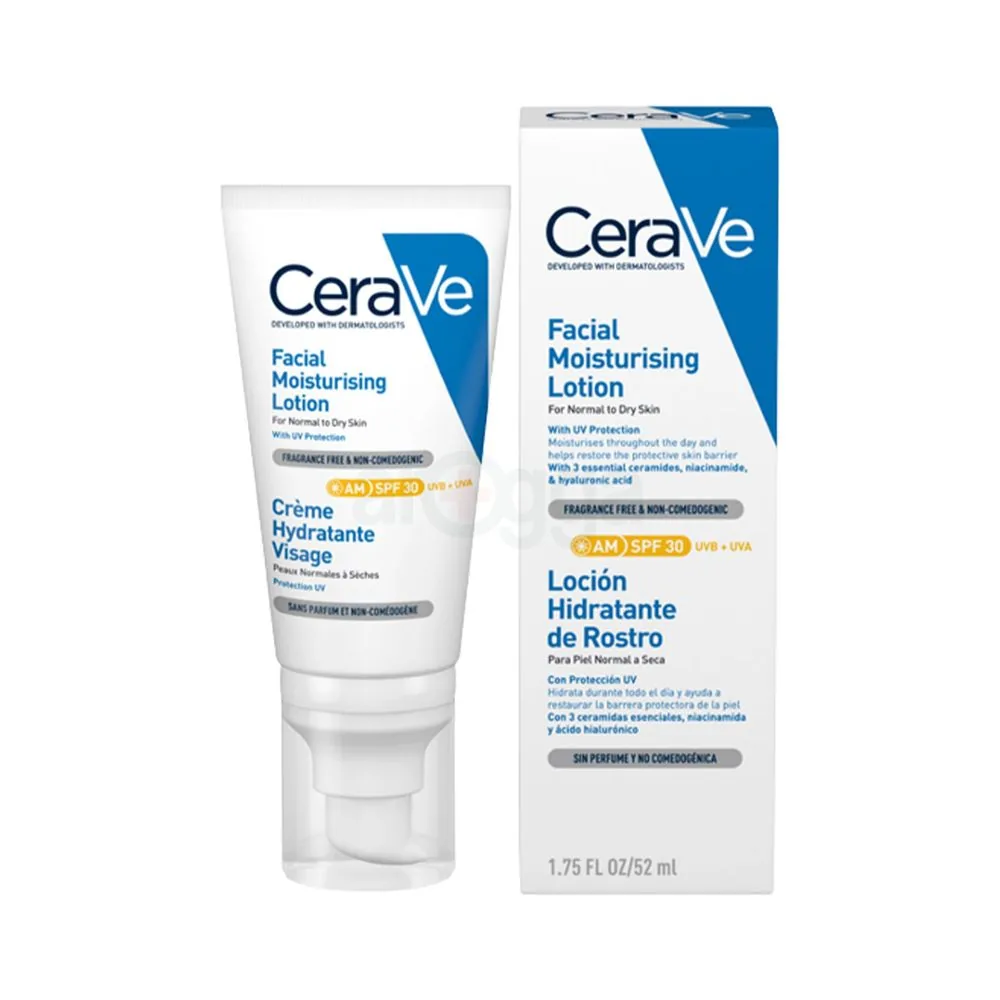 CeraVe
DEVELOPED WITH DERMATOLOGISTS
Facial
Moisturising
Lotion
For Normal to Dry Skin
With UV Protection
FRAGRANCE FREE & NON-COMEDOGENIC
AM SPF 30 UVB + UVA
Crème
Hydratante
Visage
Peaux Normales à Sèches
Protection UV
SANS PARFUM ET NON-COMÉDOGÈNE
CeraVe
CeraVe
DEVELOPED WITH DERMATOLOGISTS
Facial
Moisturising
Lotion
For Normal to Dry Skin
With UV Protection
Moisturises throughout the day and
helps restore the protective skin barrier
With 3 essential ceramides, niacinamide,
& hyaluronic acid
FRAGRANCE FREE & NON-COMEDOGENIC
AM SPF 30 UVB + UVA
Loción
Hidratante
de Rostro
Para Piel Normal a Seca
Con Protección UV
Hidrata durante todo el día y ayuda a
restaurar la barrera protectora de la piel
Con 3 ceramidas esenciales, niacinamida
y ácido hialurónico
SIN PERFUME Y NO COMEDOGÉNICA
1.75 FL OZ/52 ml